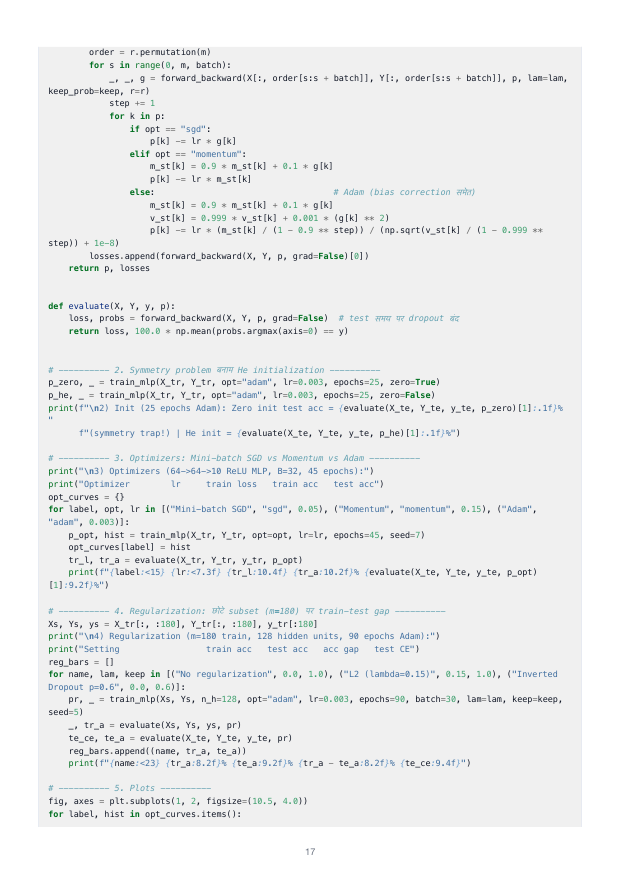 order = r.permutation(m)
        for s in range(0, m, batch):
            _, _, g = forward_backward(X[:, order[s:s + batch]], Y[:, order[s:s + batch]], p, lam=lam,
keep_prob=keep, r=r)
            step += 1
            for k in p:
                if opt == "sgd":
                    p[k] -= lr * g[k]
                elif opt == "momentum":
                    m_st[k] = 0.9 * m_st[k] + 0.1 * g[k]
                    p[k] -= lr * m_st[k]
                else:                                    # Adam (bias correction समेत)
                    m_st[k] = 0.9 * m_st[k] + 0.1 * g[k]
                    v_st[k] = 0.999 * v_st[k] + 0.001 * (g[k] ** 2)
                    p[k] -= lr * (m_st[k] / (1 - 0.9 ** step)) / (np.sqrt(v_st[k] / (1 - 0.999 **
step)) + 1e-8)
        losses.append(forward_backward(X, Y, p, grad=False)[0])
    return p, losses
def evaluate(X, Y, y, p):
    loss, probs = forward_backward(X, Y, p, grad=False)  # test समय पर dropout बंद
    return loss, 100.0 * np.mean(probs.argmax(axis=0) == y)
# ---------- 2. Symmetry problem बनाम He initialization ----------
p_zero, _ = train_mlp(X_tr, Y_tr, opt="adam", lr=0.003, epochs=25, zero=True)
p_he, _ = train_mlp(X_tr, Y_tr, opt="adam", lr=0.003, epochs=25, zero=False)
print(f"\n2) Init (25 epochs Adam): Zero init test acc = {evaluate(X_te, Y_te, y_te, p_zero)[1]:.1f}%
"
      f"(symmetry trap!) | He init = {evaluate(X_te, Y_te, y_te, p_he)[1]:.1f}%")
# ---------- 3. Optimizers: Mini-batch SGD vs Momentum vs Adam ----------
print("\n3) Optimizers (64->64->10 ReLU MLP, B=32, 45 epochs):")
print("Optimizer        lr     train loss   train acc   test acc")
opt_curves = {}
for label, opt, lr in [("Mini-batch SGD", "sgd", 0.05), ("Momentum", "momentum", 0.15), ("Adam",
"adam", 0.003)]:
    p_opt, hist = train_mlp(X_tr, Y_tr, opt=opt, lr=lr, epochs=45, seed=7)
    opt_curves[label] = hist
    tr_l, tr_a = evaluate(X_tr, Y_tr, y_tr, p_opt)
    print(f"{label:<15} {lr:<7.3f} {tr_l:10.4f} {tr_a:10.2f}% {evaluate(X_te, Y_te, y_te, p_opt)
[1]:9.2f}%")
# ---------- 4. Regularization: छोटे subset (m=180) पर train-test gap ----------
Xs, Ys, ys = X_tr[:, :180], Y_tr[:, :180], y_tr[:180]
print("\n4) Regularization (m=180 train, 128 hidden units, 90 epochs Adam):")
print("Setting                 train acc   test acc   acc gap   test CE")
reg_bars = []
for name, lam, keep in [("No regularization", 0.0, 1.0), ("L2 (lambda=0.15)", 0.15, 1.0), ("Inverted
Dropout p=0.6", 0.0, 0.6)]:
    pr, _ = train_mlp(Xs, Ys, n_h=128, opt="adam", lr=0.003, epochs=90, batch=30, lam=lam, keep=keep,
seed=5)
    _, tr_a = evaluate(Xs, Ys, ys, pr)
    te_ce, te_a = evaluate(X_te, Y_te, y_te, pr)
    reg_bars.append((name, tr_a, te_a))
    print(f"{name:<23} {tr_a:8.2f}% {te_a:9.2f}% {tr_a - te_a:8.2f}% {te_ce:9.4f}")
# ---------- 5. Plots ----------
fig, axes = plt.subplots(1, 2, figsize=(10.5, 4.0))
for label, hist in opt_curves.items():
17